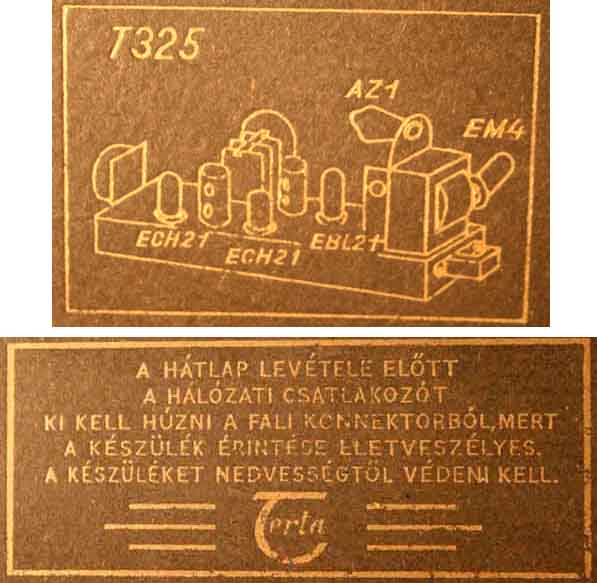 T325
AZ1
EM4
ECH21
ECH21
EBL21
A HÁTLAP LEVÉTELE ELŐTT
A HÁLÓZATI CSATLAKOZÓT
KI KELL HÚZNI A FALI KONNEKTORBÓL, MERT
A KÉSZÜLÉK ÉRINTÉSE ÉLETVESZÉLYES.
A KÉSZÜLÉKET NEDVESSÉGTŐL VÉDENI KELL.
Terta